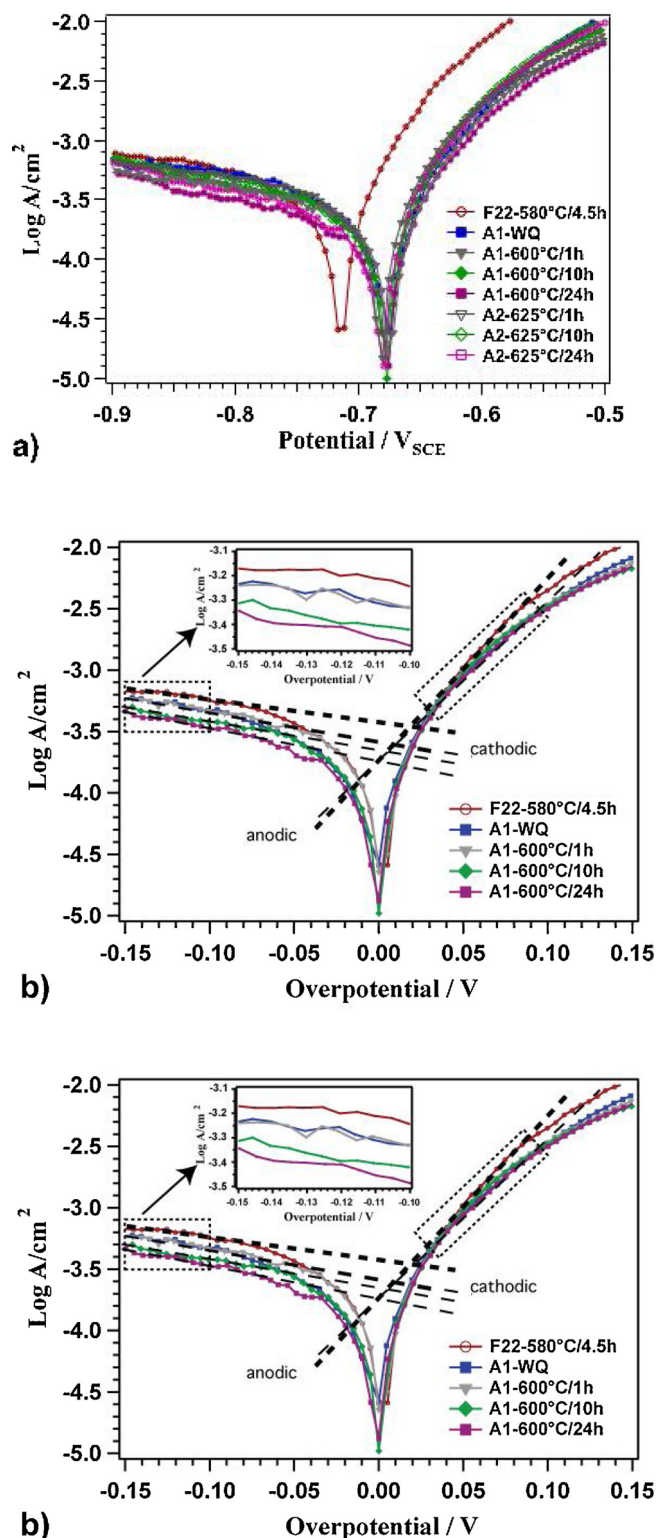 -2.0
-2.5
-3.0
-3.5
-4.0
-4.5
-5.0
Log A/cm²
F22-580°C/4.5h
A1-WQ
A1-600°C/1h
A1-600°C/10h
A1-600°C/24h
A2-625°C/1h
A2-625°C/10h
A2-625°C/24h
-0.9 -0.8 -0.7 -0.6 -0.5
Potential / V_SCE
a)
-2.0
-2.5
-3.0
-3.5
-4.0
-4.5
-5.0
Log A/cm²
-3.1
-3.2
-3.3
-3.4
-3.5
Log A/cm²
-0.15 -0.14 -0.13 -0.12 -0.11 -0.10
Overpotential / V
cathodic
anodic
F22-580°C/4.5h
A1-WQ
A1-600°C/1h
A1-600°C/10h
A1-600°C/24h
-0.15 -0.10 -0.05 0.00 0.05 0.10 0.15
Overpotential / V
b)
-2.0
-2.5
-3.0
-3.5
-4.0
-4.5
-5.0
Log A/cm²
-3.1
-3.2
-3.3
-3.4
-3.5
Log A/cm²
-0.15 -0.14 -0.13 -0.12 -0.11 -0.10
Overpotential / V
cathodic
anodic
F22-580°C/4.5h
A1-WQ
A1-600°C/1h
A1-600°C/10h
A1-600°C/24h
-0.15 -0.10 -0.05 0.00 0.05 0.10 0.15
Overpotential / V
b)